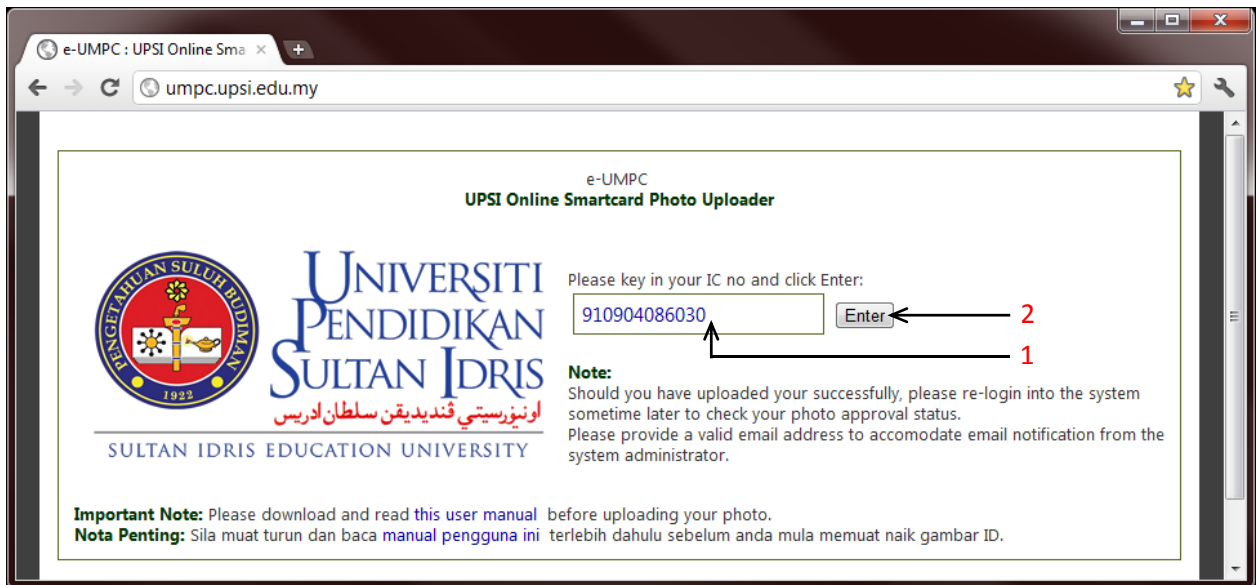 e-UMPC : UPSI Online Sma
umpc.upsi.edu.my
e-UMPC
UPSI Online Smartcard Photo Uploader
PENGETAHUAN SULUH BUDIMAN
1922
UNIVERSITI
PENDIDIKAN
SULTAN IDRIS
اونيۏرسيتي ڤنديديقن سلطان ادريس
SULTAN IDRIS EDUCATION UNIVERSITY
Please key in your IC no and click Enter:
910904086030
Enter
2
1
Note:
Should you have uploaded your successfully, please re-login into the system
sometime later to check your photo approval status.
Please provide a valid email address to accomodate email notification from the
system administrator.
Important Note: Please download and read this user manual before uploading your photo.
Nota Penting: Sila muat turun dan baca manual pengguna ini terlebih dahulu sebelum anda mula memuat naik gambar ID.